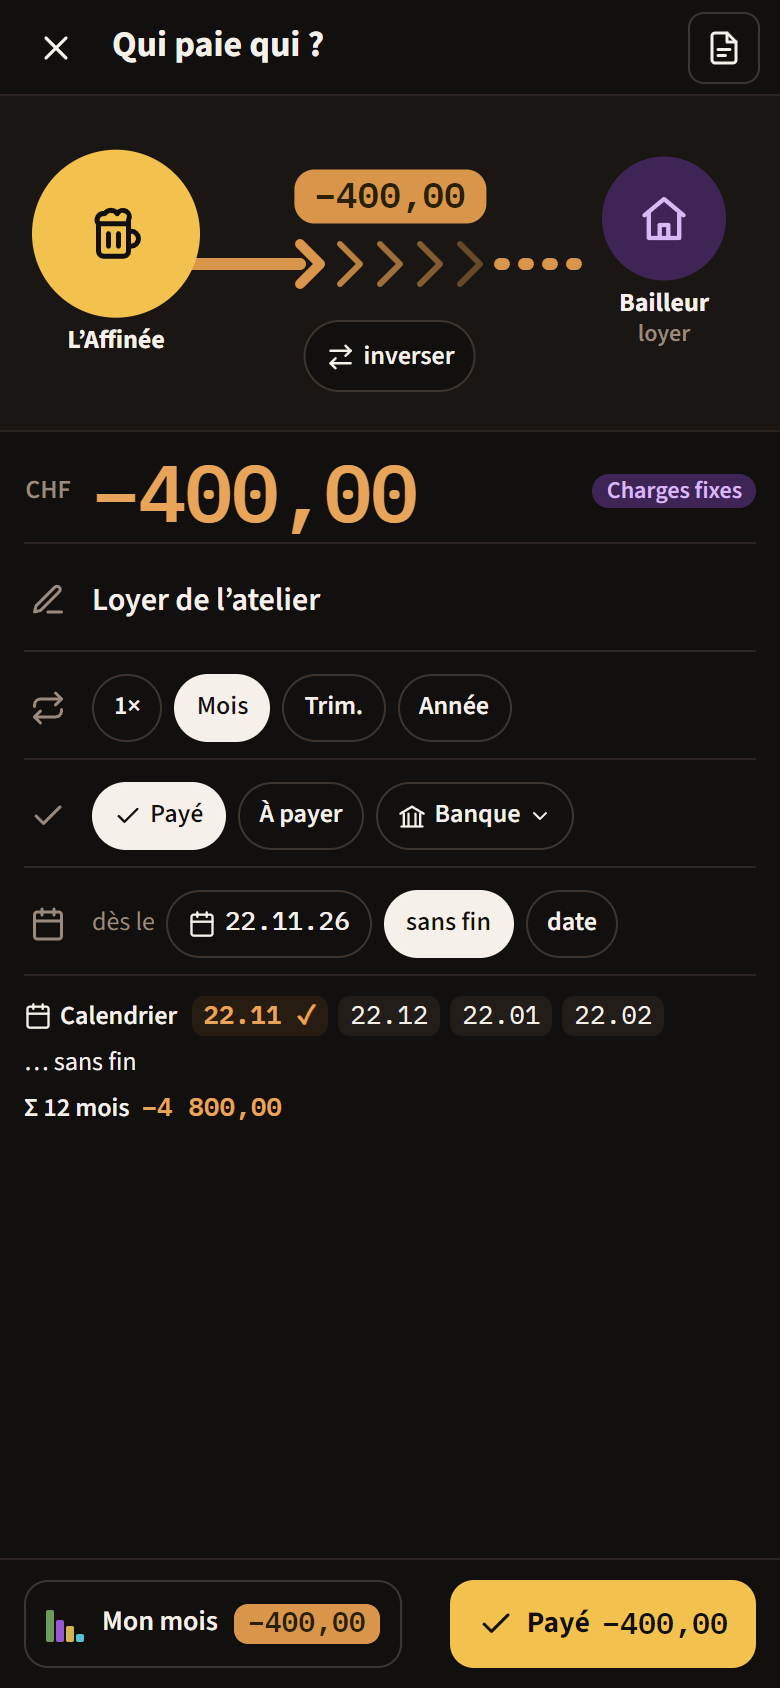 Qui paie qui ?
−400,00
L’Affinée
Bailleur
loyer
inverser
CHF −400,00 Charges fixes
Loyer de l’atelier
1× Mois Trim. Année
Payé À payer Banque
dès le 22.11.26 sans fin date
Calendrier 22.11 ✓ 22.12 22.01 22.02
… sans fin
Σ 12 mois −4 800,00
Mon mois −400,00 Payé −400,00